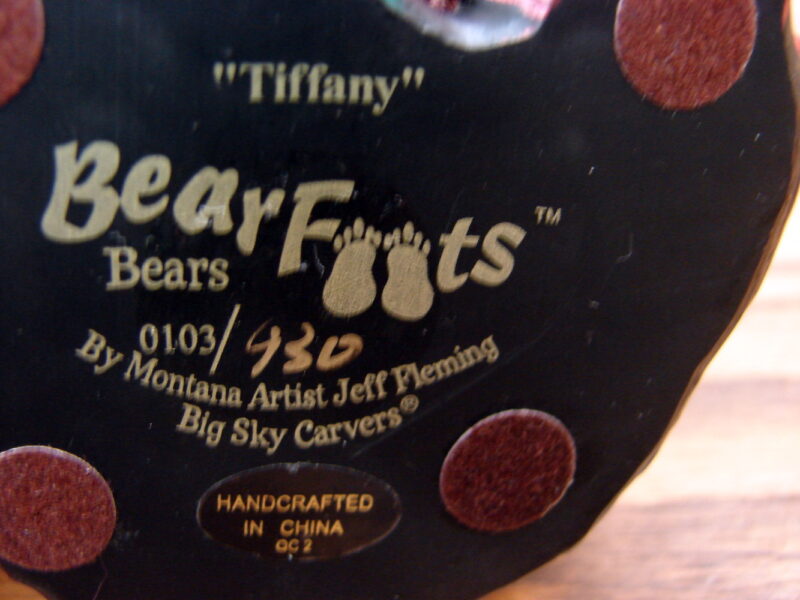 "Tiffany"
BearFoots™
Bears
0103/930
By Montana Artist Jeff Fleming
Big Sky Carvers®
HANDCRAFTED
IN CHINA
QC 2